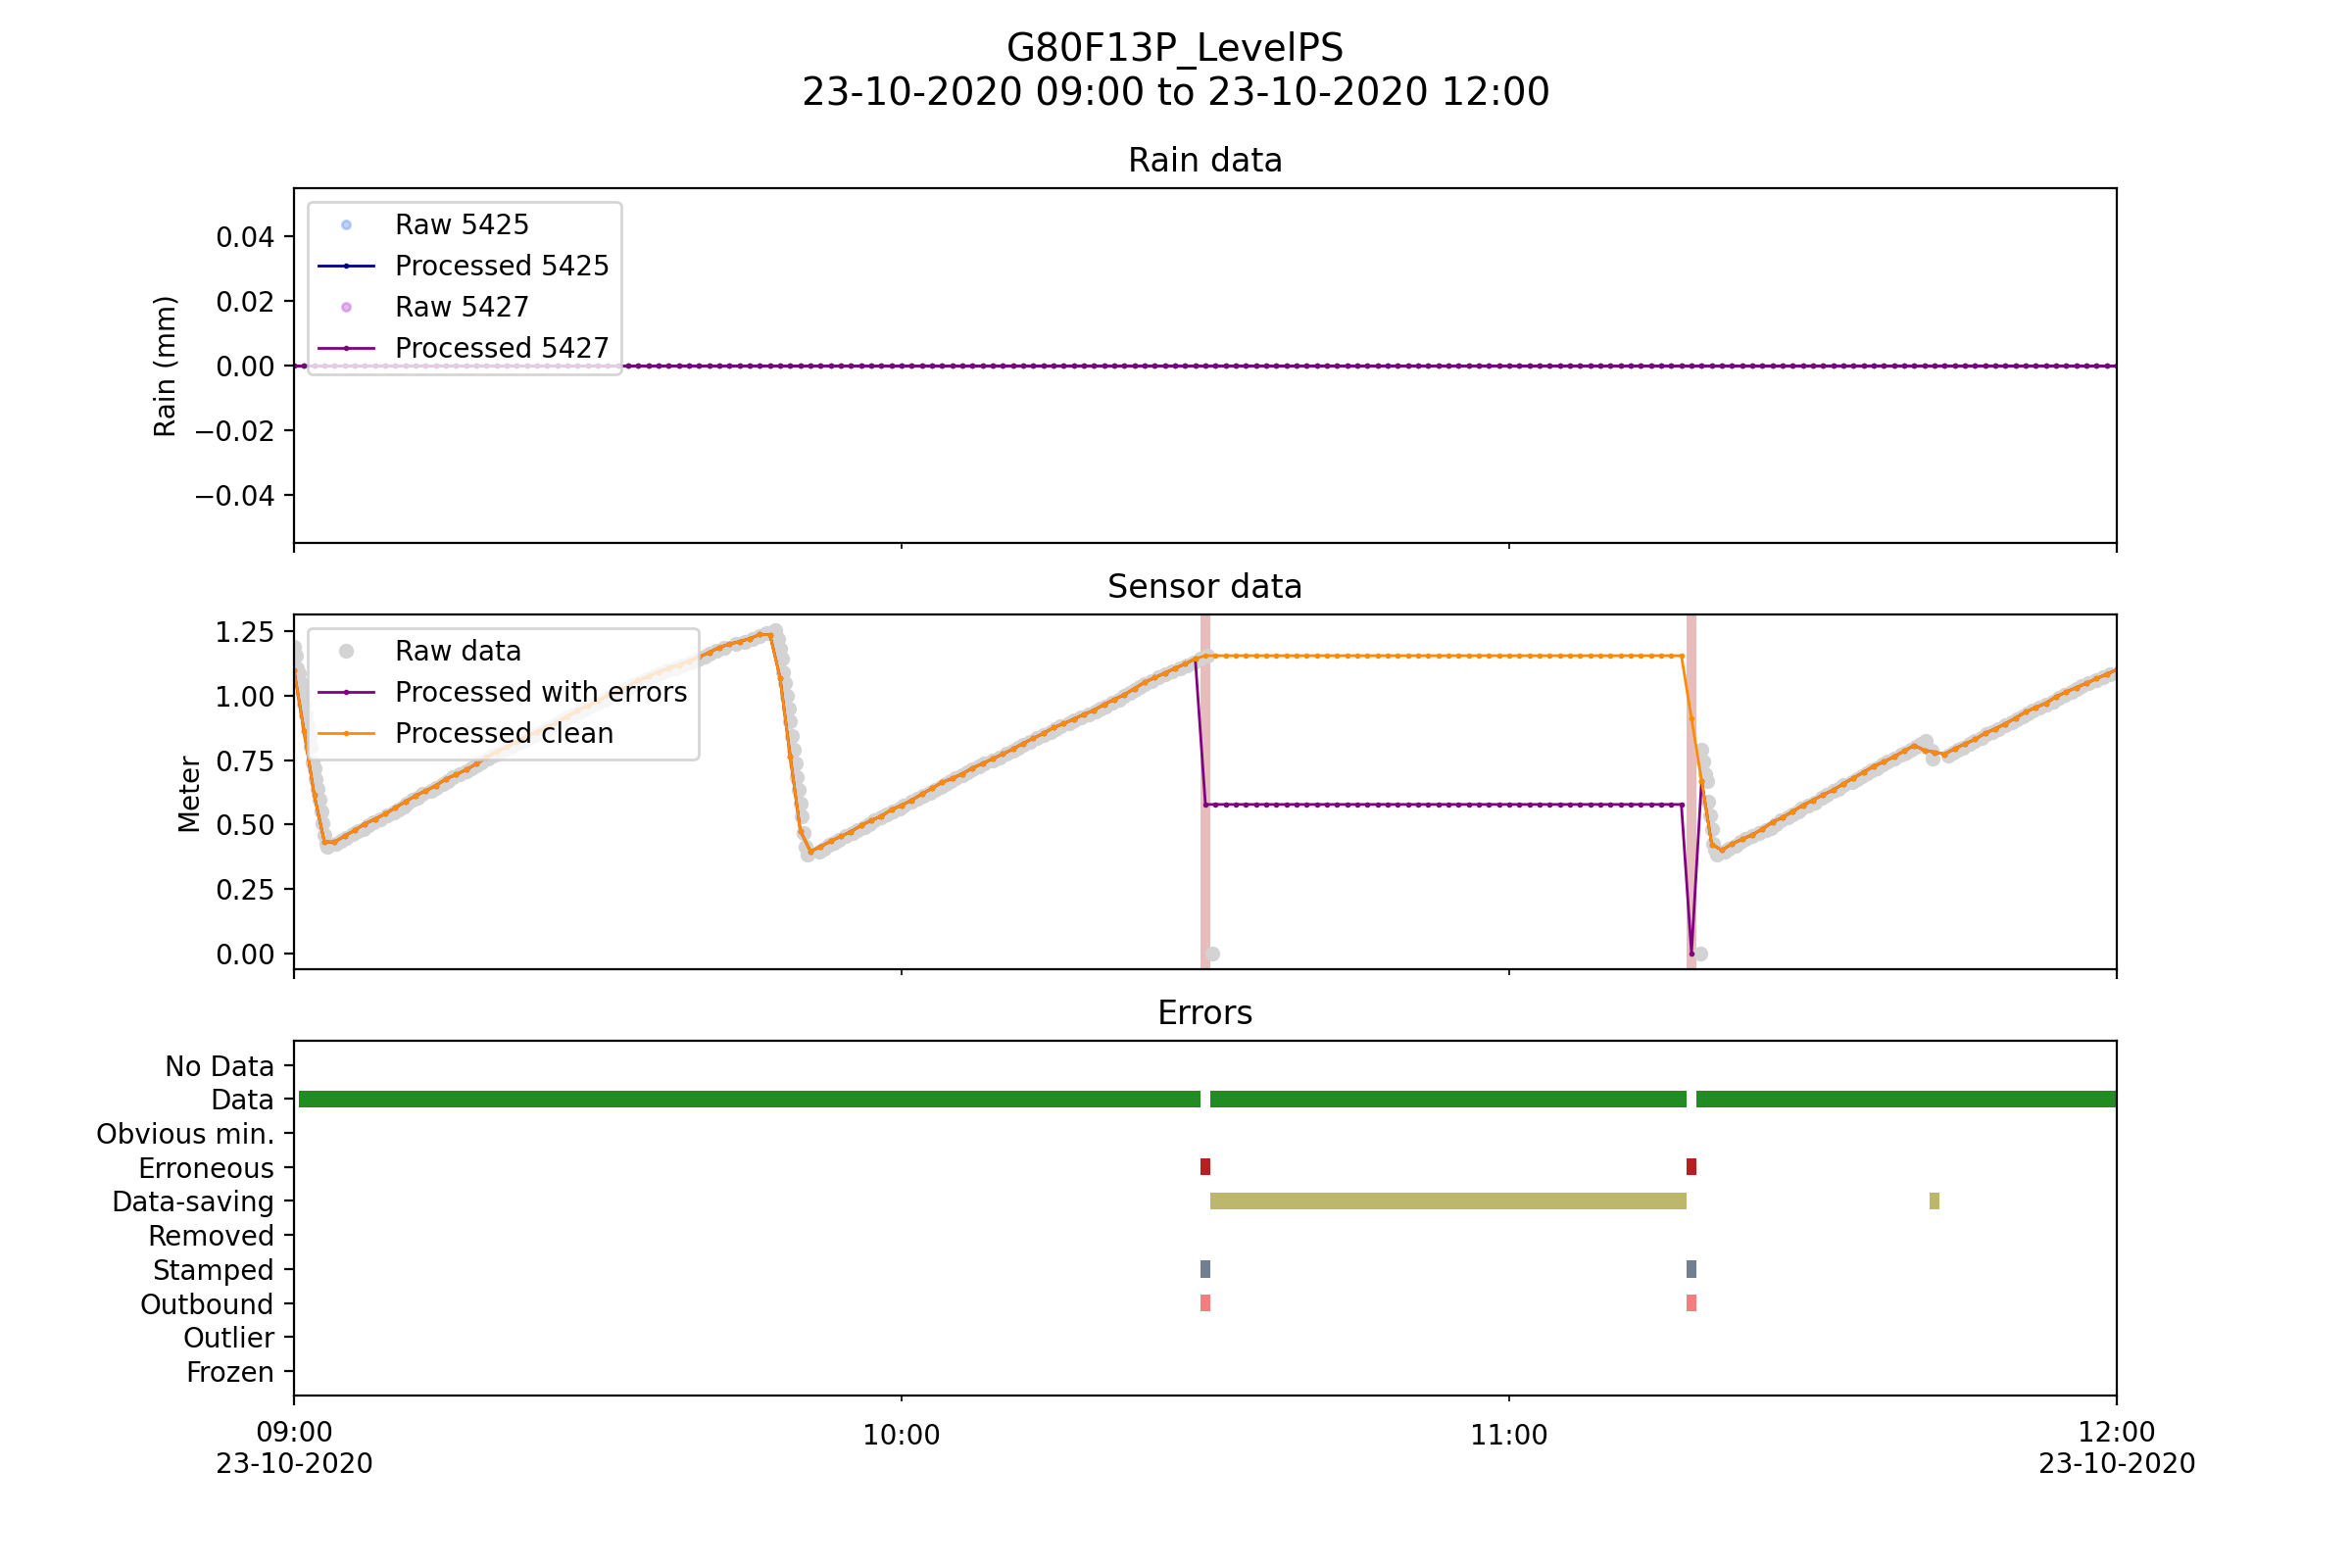 G80F13P_LevelPS
23-10-2020 09:00 to 23-10-2020 12:00
Rain data
Rain (mm)
0.04
0.02
0.00
−0.02
−0.04
Raw 5425
Processed 5425
Raw 5427
Processed 5427
Sensor data
Meter
1.25
1.00
0.75
0.50
0.25
0.00
Raw data
Processed with errors
Processed clean
Errors
No Data
Data
Obvious min.
Erroneous
Data-saving
Removed
Stamped
Outbound
Outlier
Frozen
09:00
23-10-2020
10:00
11:00
12:00
23-10-2020